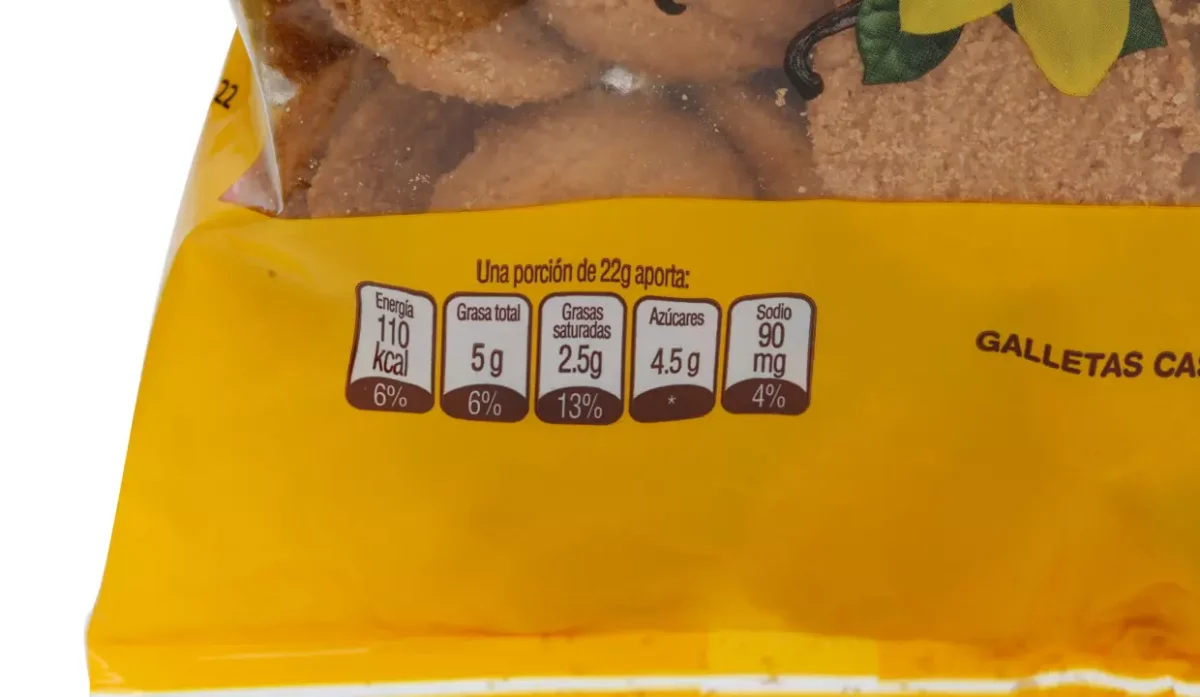 22
Una porción de 22g aporta:
Energía
110
kcal
6%
Grasa total
5 g
6%
Grasas
saturadas
2.5g
13%
Azúcares
4.5 g
*
Sodio
90
mg
4%
GALLETAS